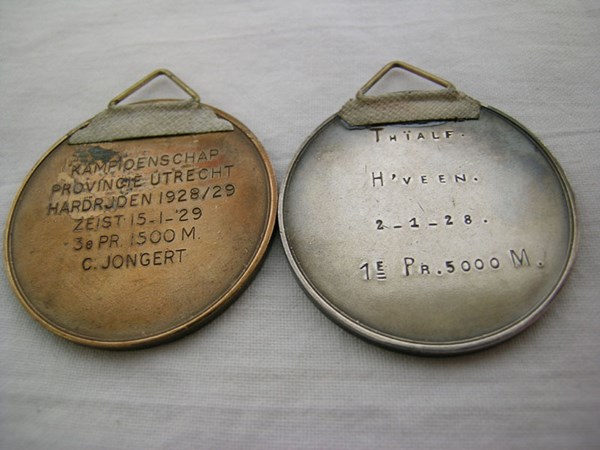 KAMPIOENSCHAP
PROVINCIE UTRECHT
HARDRIJDEN 1928/29
ZEIST 15-1-'29
3e PR. 1500 M.
C. JONGERT
THIALF.
H'VEEN.
2-1-28.
1E PR. 5000 M.